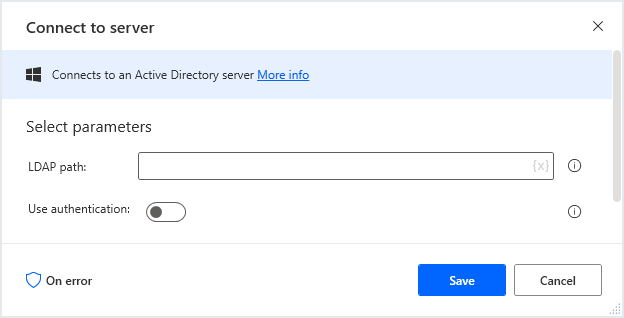 Connect to server
Connects to an Active Directory server More info
Select parameters
LDAP path:
{x}
Use authentication:
On error
Save
Cancel